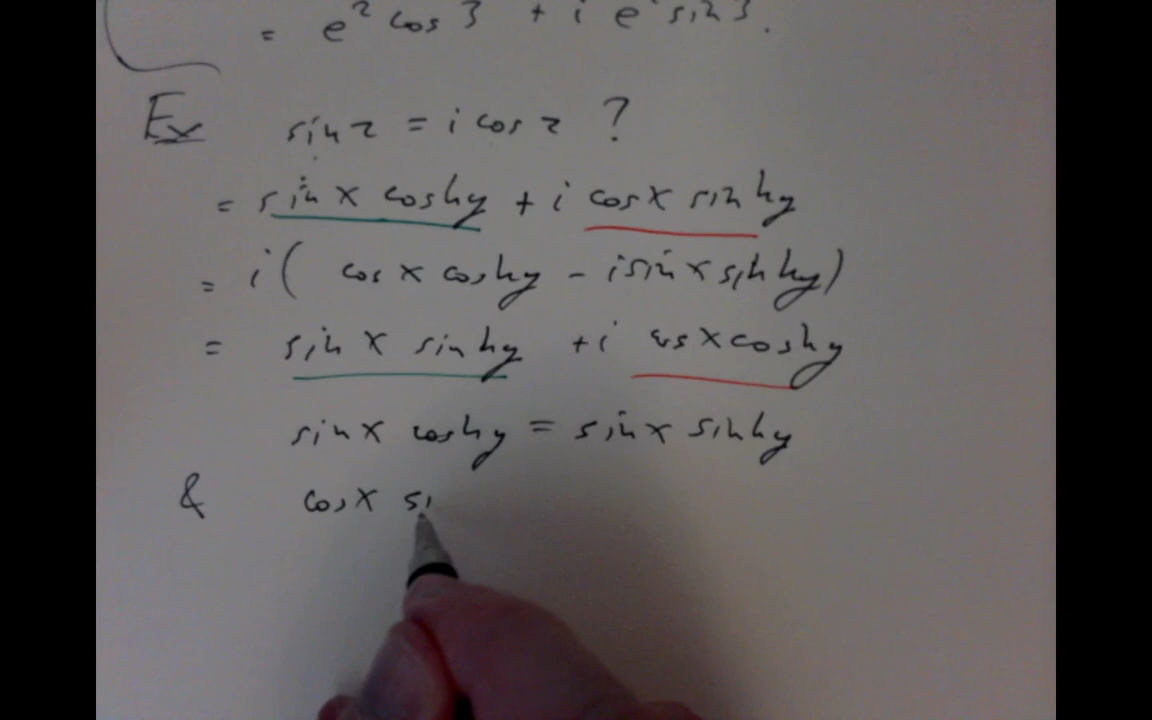 = e² cos 3 + i e sin 3.
Ex sin z = i cos z ?
= sin x cosh y + i cos x sinh y
= i ( cos x cosh y - i sin x sinh y )
= sin x sinh y + i cos x cosh y
sin x cosh y = sin x sinh y
& cos x si